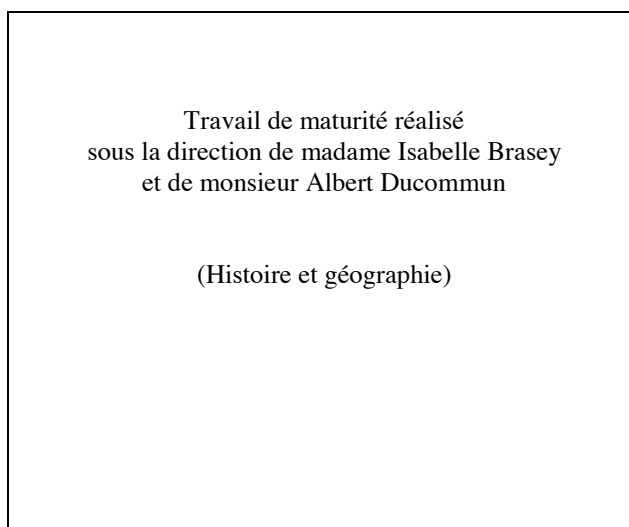 Travail de maturité réalisé
sous la direction de madame Isabelle Brasey
et de monsieur Albert Ducommun
(Histoire et géographie)